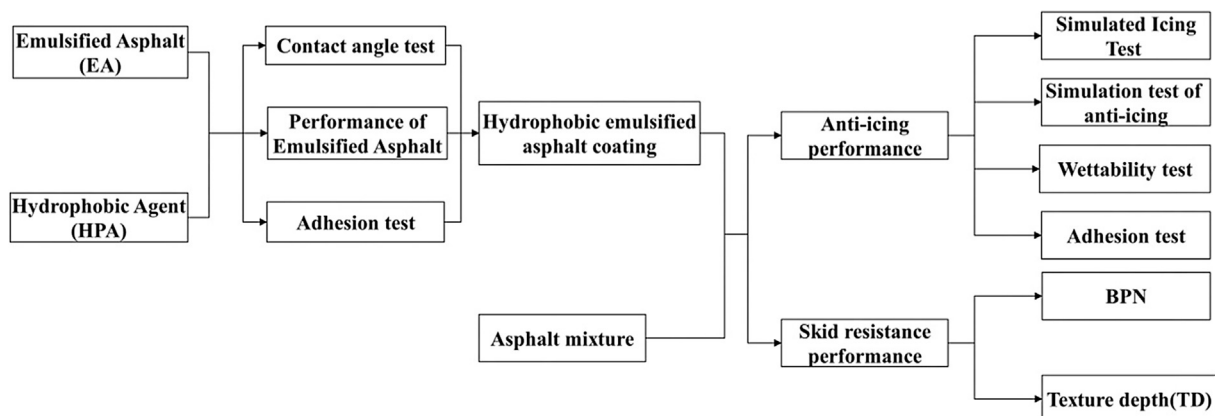 Emulsified Asphalt
(EA)
Hydrophobic Agent
(HPA)
Contact angle test
Performance of
Emulsified Asphalt
Adhesion test
Hydrophobic emulsified
asphalt coating
Asphalt mixture
Anti-icing
performance
Skid resistance
performance
Simulated Icing
Test
Simulation test of
anti-icing
Wettability test
Adhesion test
BPN
Texture depth(TD)